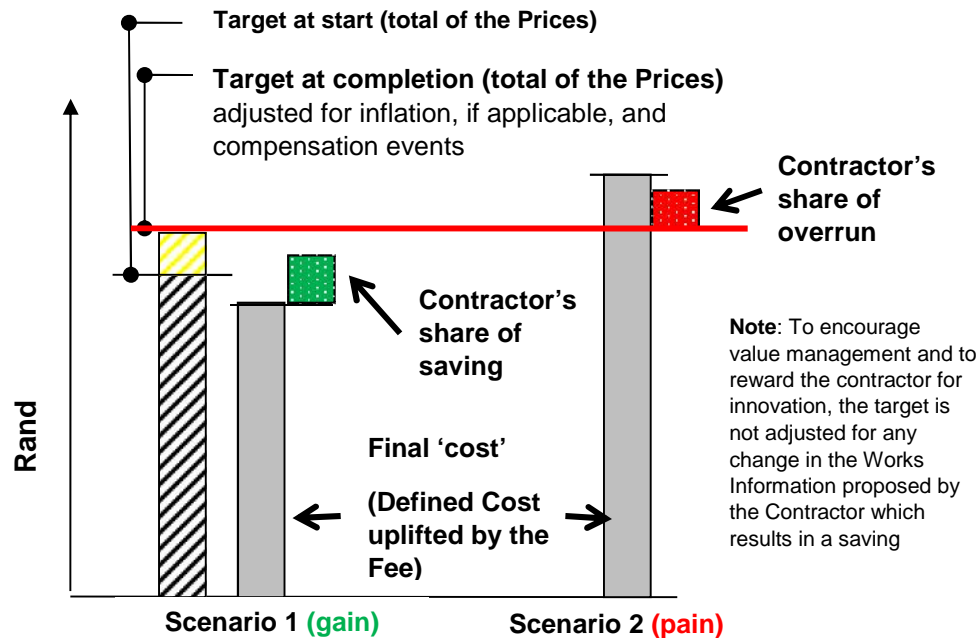 Target at start (total of the Prices)
Target at completion (total of the Prices)
adjusted for inflation, if applicable, and
compensation events
Contractor’s
share of
overrun
Contractor’s
share of
saving
Note: To encourage
value management and to
reward the contractor for
innovation, the target is
not adjusted for any
change in the Works
Information proposed by
the Contractor which
results in a saving
Rand
Final ‘cost’
(Defined Cost
uplifted by the
Fee)
Scenario 1 (gain)
Scenario 2 (pain)